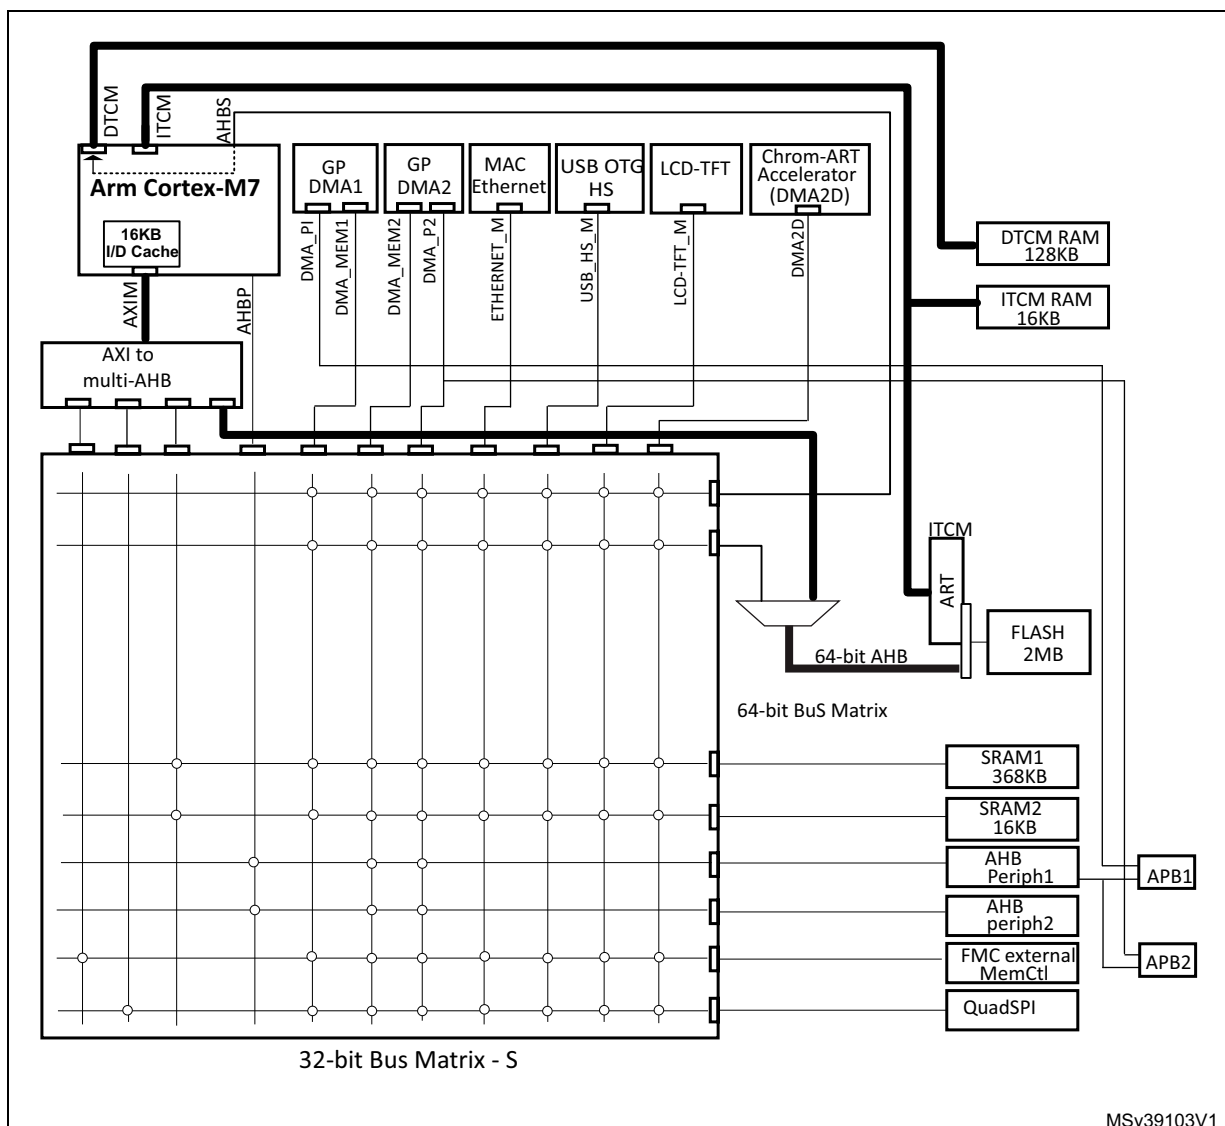 DTCM
ITCM
AHBS
Arm Cortex-M7
16KB
I/D Cache
AXIM
AHBP
GP
DMA1
GP
DMA2
MAC
Ethernet
USB OTG
HS
LCD-TFT
Chrom-ART
Accelerator
(DMA2D)
DMA_PI
DMA_MEM1
DMA_MEM2
DMA_P2
ETHERNET_M
USB_HS_M
LCD-TFT_M
DMA2D
DTCM RAM
128KB
ITCM RAM
16KB
AXI to
multi-AHB
ITCM
ART
FLASH
2MB
64-bit AHB
64-bit BuS Matrix
SRAM1
368KB
SRAM2
16KB
AHB
Periph1
APB1
AHB
periph2
FMC external
MemCtl
APB2
QuadSPI
32-bit Bus Matrix - S
MSv39103V1